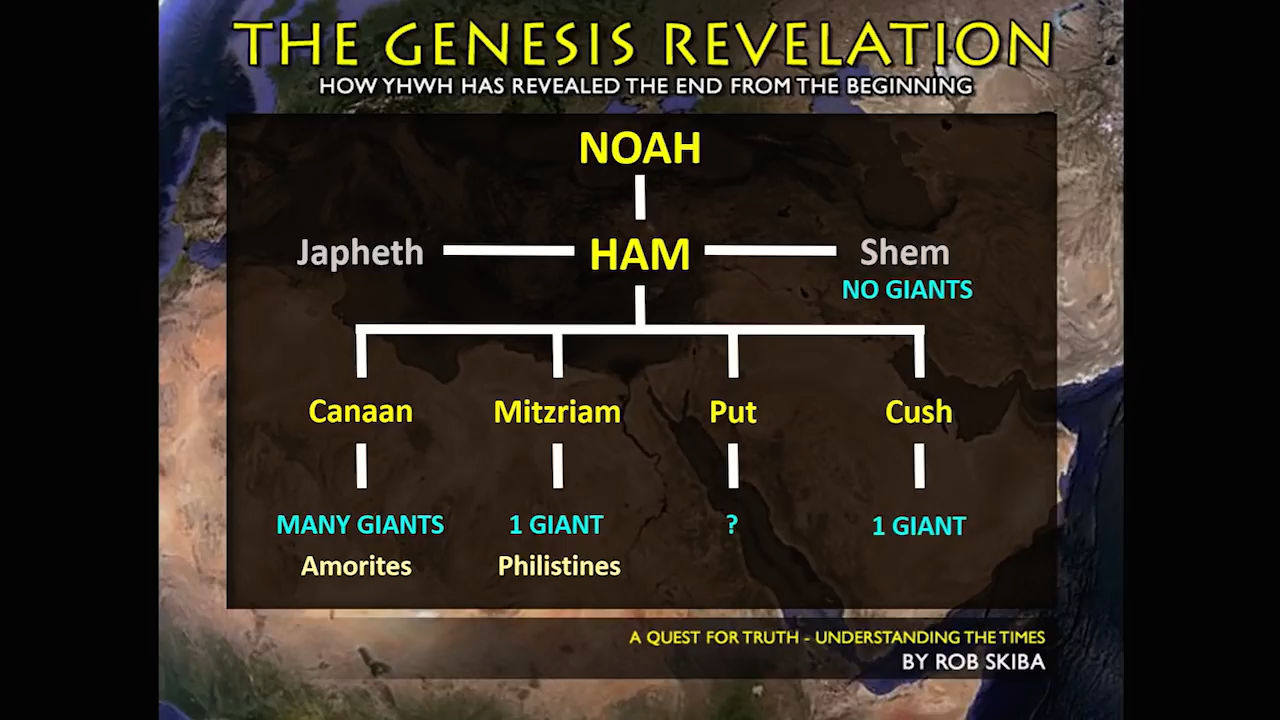 THE GENESIS REVELATION
HOW YHWH HAS REVEALED THE END FROM THE BEGINNING
NOAH
Japheth HAM Shem
NO GIANTS
Canaan Mitzriam Put Cush
MANY GIANTS 1 GIANT ? 1 GIANT
Amorites Philistines
A QUEST FOR TRUTH - UNDERSTANDING THE TIMES
BY ROB SKIBA